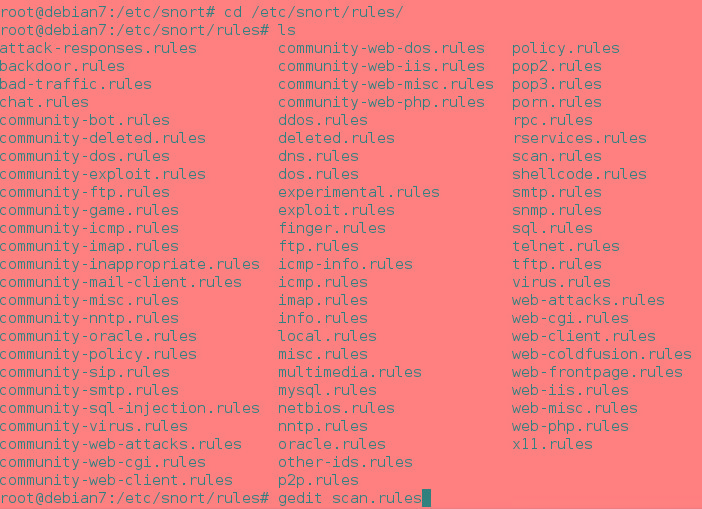 root@debian7:/etc/snort# cd /etc/snort/rules/
root@debian7:/etc/snort/rules# ls
attack-responses.rules community-web-dos.rules policy.rules
backdoor.rules community-web-iis.rules pop2.rules
bad-traffic.rules community-web-misc.rules pop3.rules
chat.rules community-web-php.rules porn.rules
community-bot.rules ddos.rules rpc.rules
community-deleted.rules deleted.rules rservices.rules
community-dos.rules dns.rules scan.rules
community-exploit.rules dos.rules shellcode.rules
community-ftp.rules experimental.rules smtp.rules
community-game.rules exploit.rules snmp.rules
community-icmp.rules finger.rules sql.rules
community-imap.rules ftp.rules telnet.rules
community-inappropriate.rules icmp-info.rules tftp.rules
community-mail-client.rules icmp.rules virus.rules
community-misc.rules imap.rules web-attacks.rules
community-nntp.rules info.rules web-cgi.rules
community-oracle.rules local.rules web-client.rules
community-policy.rules misc.rules web-coldfusion.rules
community-sip.rules multimedia.rules web-frontpage.rules
community-smtp.rules mysql.rules web-iis.rules
community-sql-injection.rules netbios.rules web-misc.rules
community-virus.rules nntp.rules web-php.rules
community-web-attacks.rules oracle.rules x11.rules
community-web-cgi.rules other-ids.rules
community-web-client.rules p2p.rules
root@debian7:/etc/snort/rules# gedit scan.rules